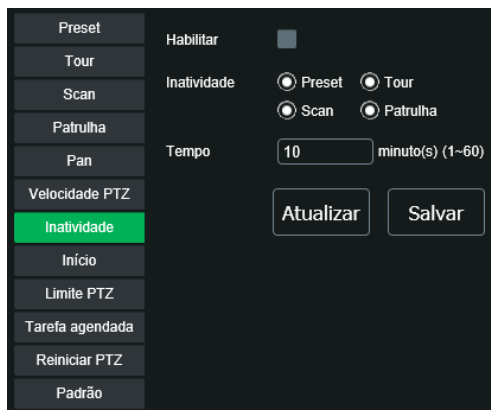 Preset
Tour
Scan
Patrulha
Pan
Velocidade PTZ
Inatividade
Início
Limite PTZ
Tarefa agendada
Reiniciar PTZ
Padrão
Habilitar
Inatividade Preset Tour
Scan Patrulha
Tempo 10 minuto(s) (1~60)
Atualizar Salvar